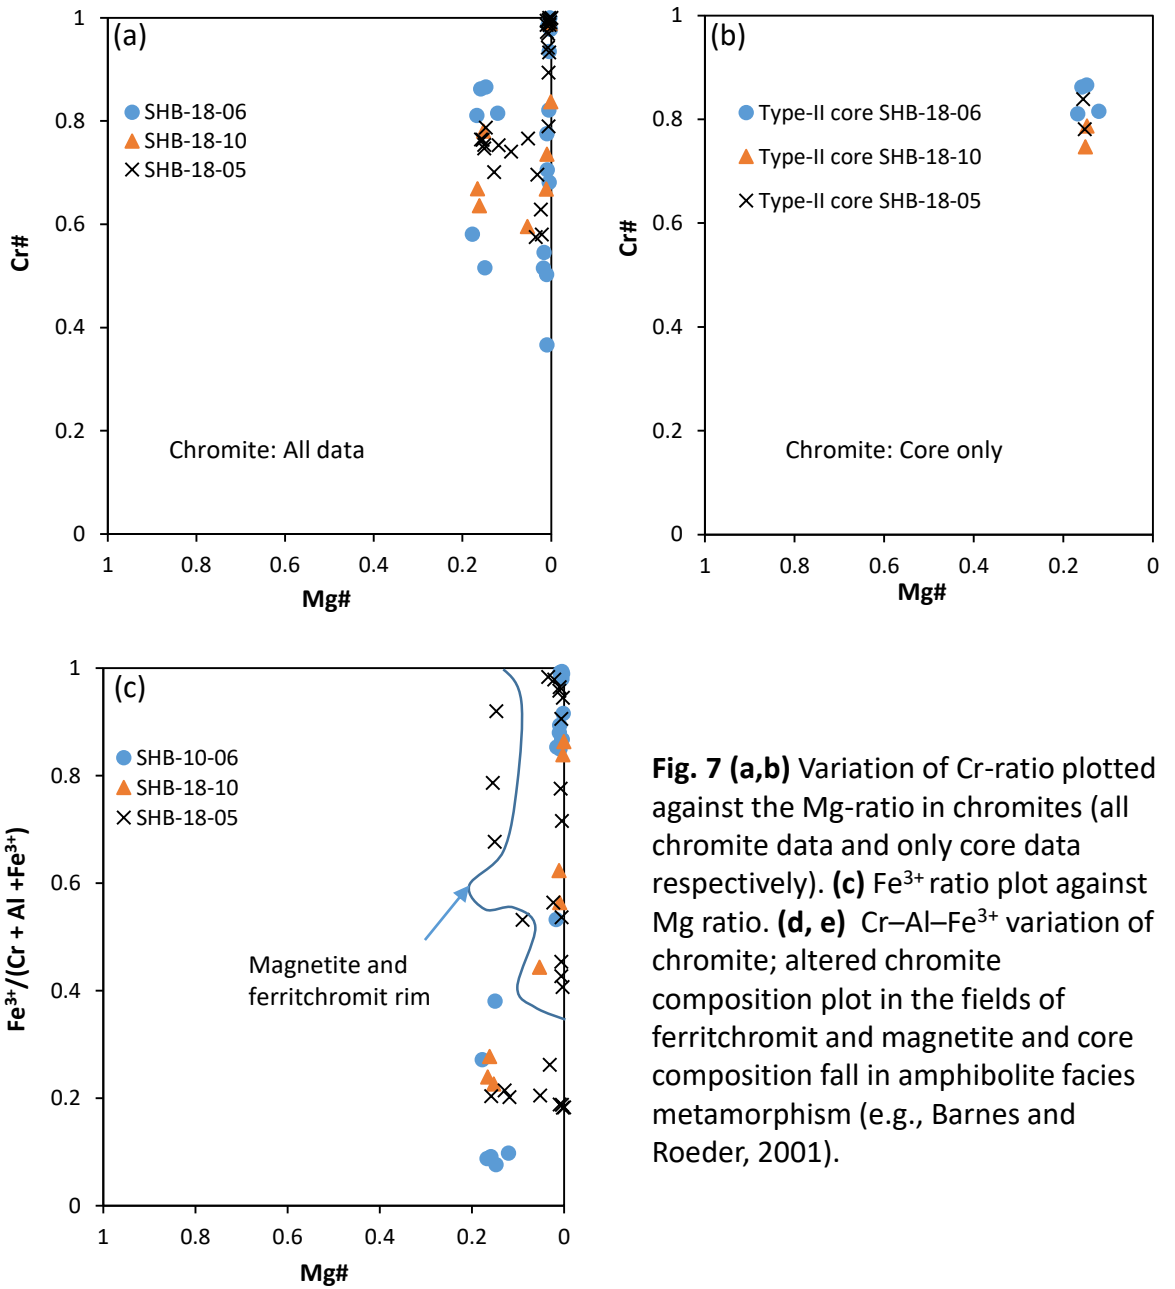 (a)
1
0.8
0.6
0.4
0.2
0
Cr#
SHB-18-06
SHB-18-10
SHB-18-05
Chromite: All data
1
0.8
0.6
0.4
0.2
0
Mg#
(b)
1
0.8
0.6
0.4
0.2
0
Cr#
Type-II core SHB-18-06
Type-II core SHB-18-10
Type-II core SHB-18-05
Chromite: Core only
1
0.8
0.6
0.4
0.2
0
Mg#
(c)
1
0.8
0.6
0.4
0.2
0
Fe³⁺/(Cr + Al +Fe³⁺)
SHB-10-06
SHB-18-10
SHB-18-05
Magnetite and
ferritchromit rim
1
0.8
0.6
0.4
0.2
0
Mg#
Fig. 7 (a,b) Variation of Cr-ratio plotted
against the Mg-ratio in chromites (all
chromite data and only core data
respectively). (c) Fe³⁺ ratio plot against
Mg ratio. (d, e) Cr–Al–Fe³⁺ variation of
chromite; altered chromite
composition plot in the fields of
ferritchromit and magnetite and core
composition fall in amphibolite facies
metamorphism (e.g., Barnes and
Roeder, 2001).